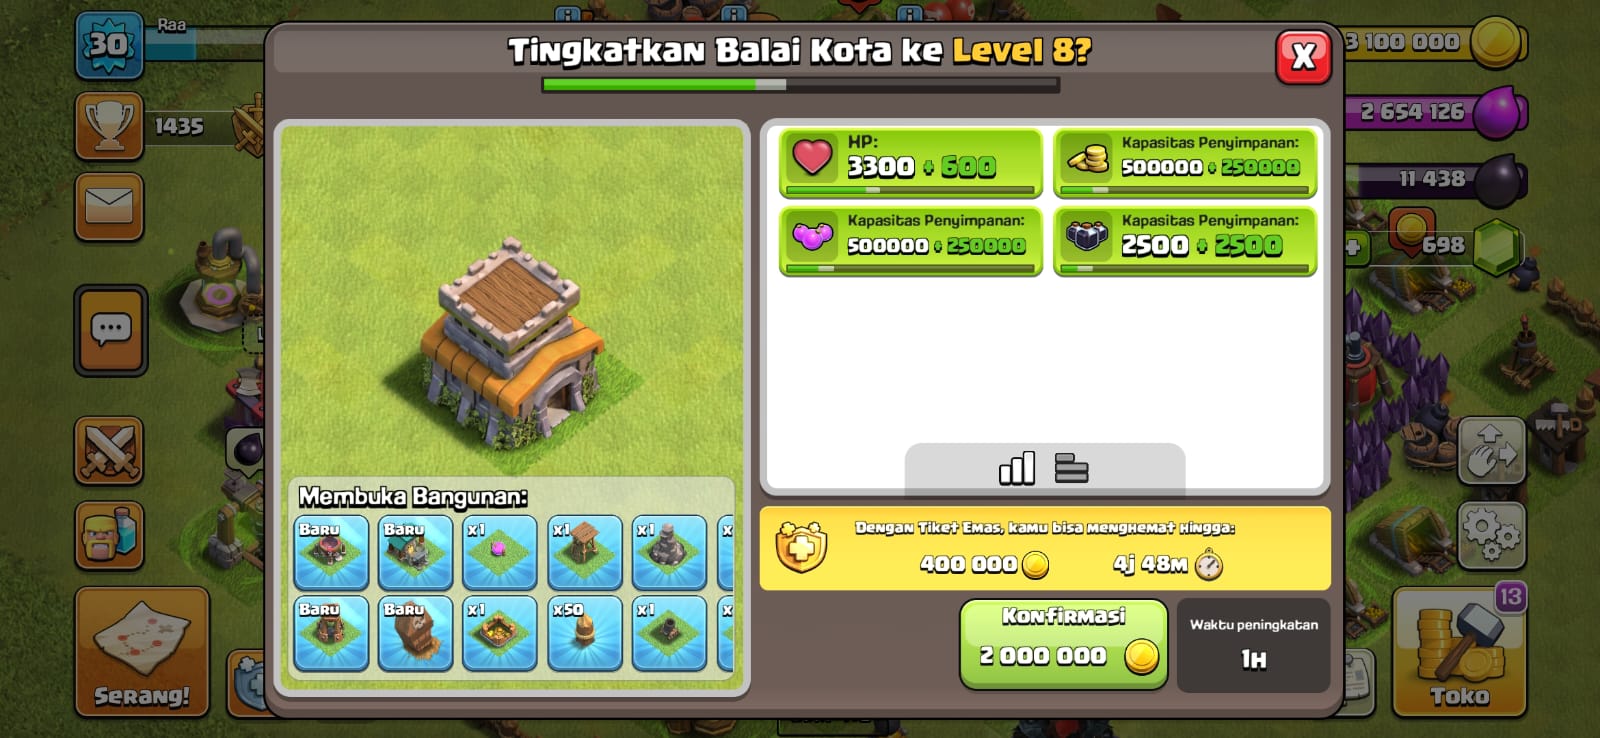 30
Raa
Tingkatkan Balai Kota ke Level 8?
X
3 100 000
1435
2 654 126
11 438
698
HP:
3300 + 600
Kapasitas Penyimpanan:
500000 + 250000
Kapasitas Penyimpanan:
500000 + 250000
Kapasitas Penyimpanan:
2500 + 2500
Membuka Bangunan:
Baru
Baru
x1
x1
x1
x
Baru
Baru
x1
x50
x1
x
Dengan Tiket Emas, kamu bisa menghemat hingga:
400 000
4j 48m
Konfirmasi
2 000 000
Waktu peningkatan
1H
Serang!
13
Toko